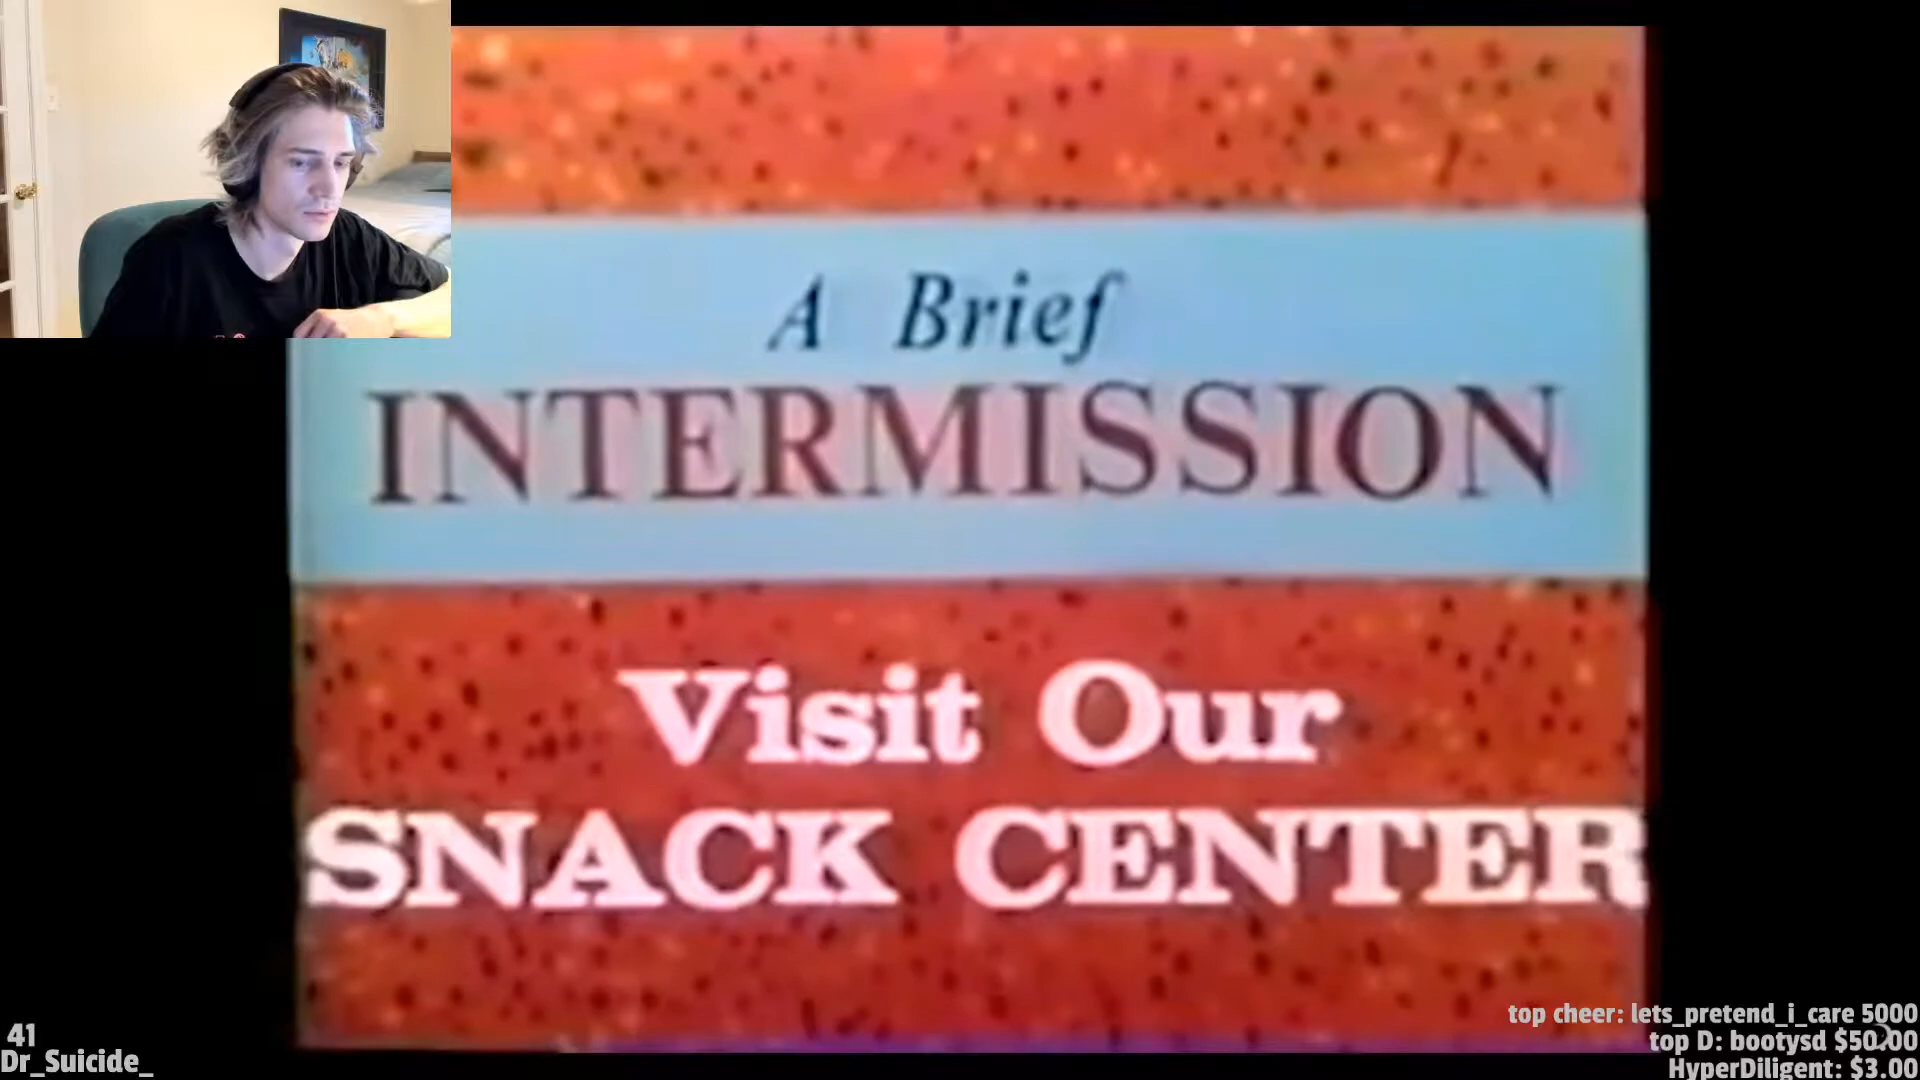 A Brief
INTERMISSION
Visit Our
SNACK CENTER
41
Dr_Suicide_
top cheer: lets_pretend_i_care 5000
top D: bootysd $50.00
HyperDiligent: $3.00